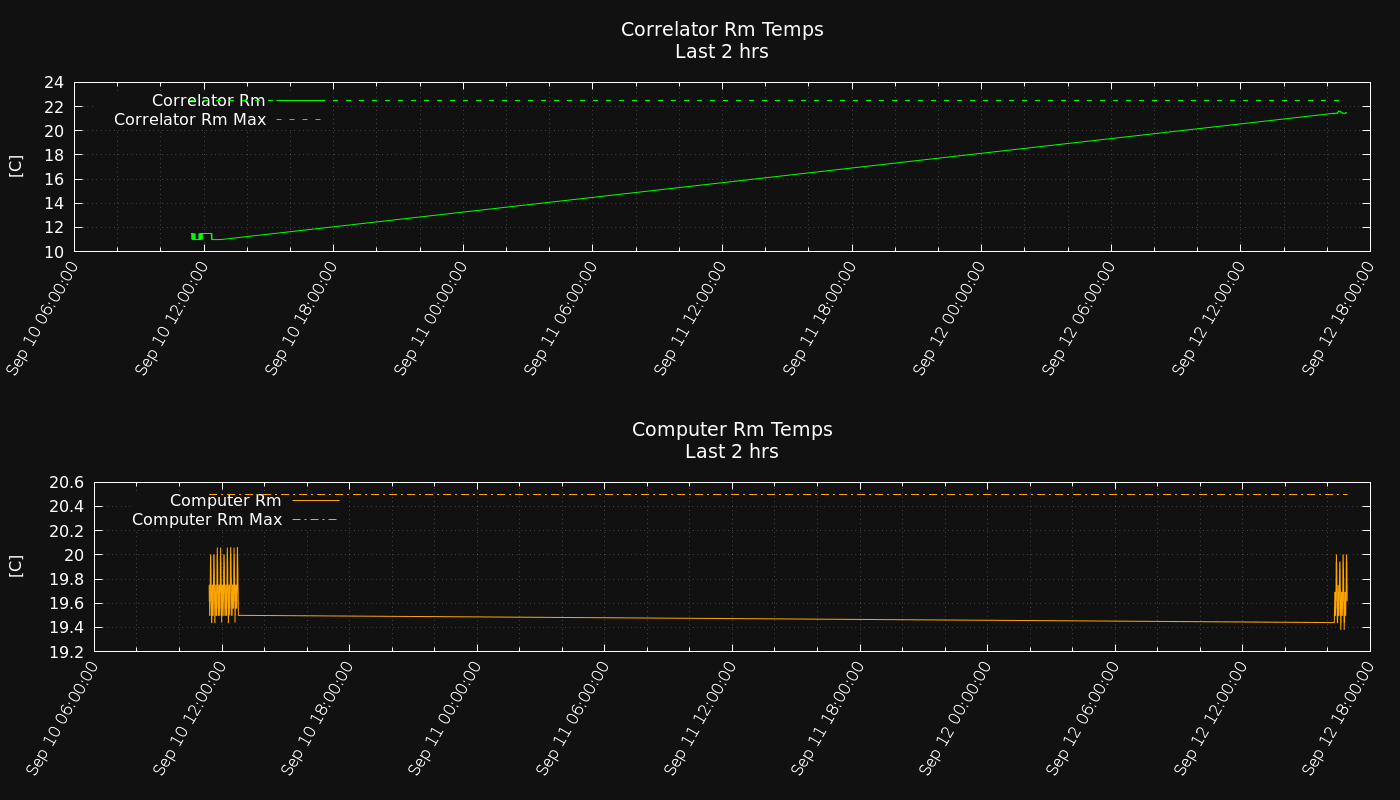 Correlator Rm Temps
Last 2 hrs
24
22
20
18
16
14
12
10
[C]
Correlator Rm
Correlator Rm Max
Sep 10 06:00:00
Sep 10 12:00:00
Sep 10 18:00:00
Sep 11 00:00:00
Sep 11 06:00:00
Sep 11 12:00:00
Sep 11 18:00:00
Sep 12 00:00:00
Sep 12 06:00:00
Sep 12 12:00:00
Sep 12 18:00:00
Computer Rm Temps
Last 2 hrs
20.6
20.4
20.2
20
19.8
19.6
19.4
19.2
[C]
Computer Rm
Computer Rm Max
Sep 10 06:00:00
Sep 10 12:00:00
Sep 10 18:00:00
Sep 11 00:00:00
Sep 11 06:00:00
Sep 11 12:00:00
Sep 11 18:00:00
Sep 12 00:00:00
Sep 12 06:00:00
Sep 12 12:00:00
Sep 12 18:00:00